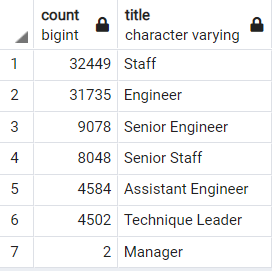 count title
bigint character varying
1 32449 Staff
2 31735 Engineer
3 9078 Senior Engineer
4 8048 Senior Staff
5 4584 Assistant Engineer
6 4502 Technique Leader
7 2 Manager